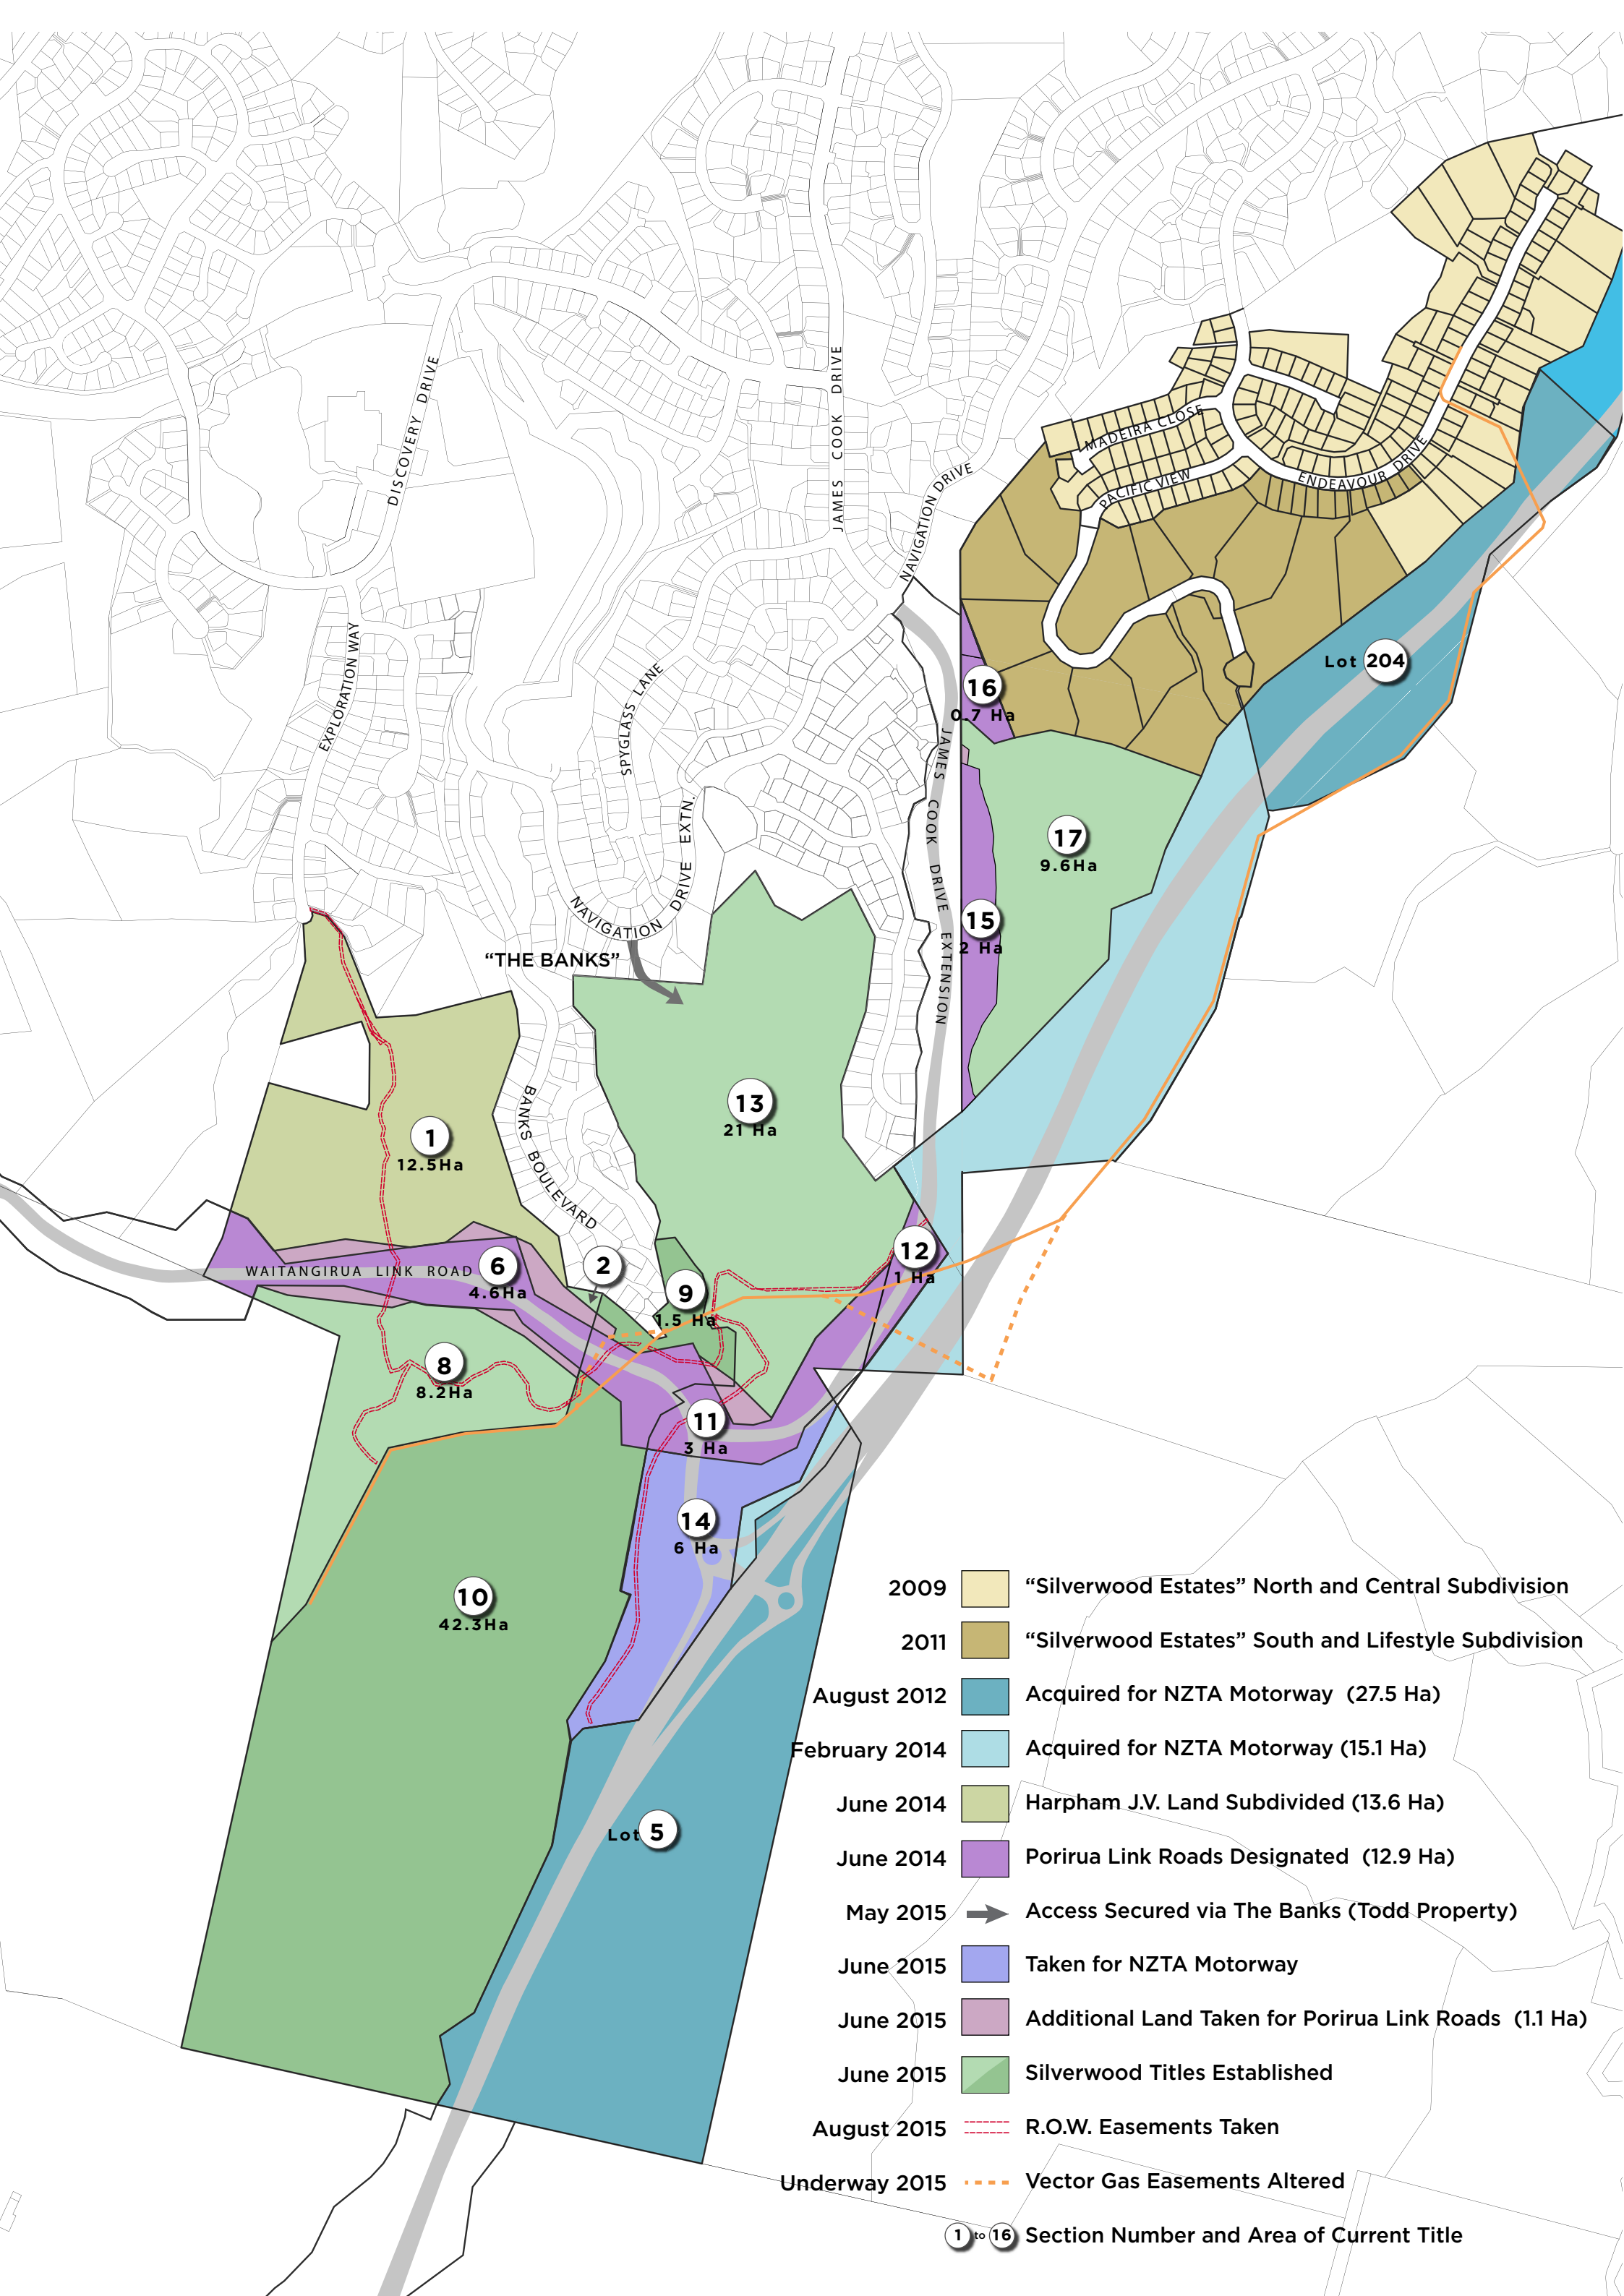 DISCOVERY DRIVE
JAMES COOK DRIVE
NAVIGATION DRIVE
MADEIRA CLOSE
PACIFIC VIEW
ENDEAVOUR DRIVE
EXPLORATION WAY
SPYGLASS LANE
Lot 204
16
0.7 Ha
JAMES COOK DRIVE EXTENSION
17
9.6Ha
15
2 Ha
NAVIGATION DRIVE EXTN.
“THE BANKS”
13
21 Ha
1
12.5Ha
BANKS BOULEVARD
12
1 Ha
WAITANGIRUA LINK ROAD
6
4.6Ha
2
9
1.5 Ha
8
8.2Ha
11
3 Ha
14
6 Ha
10
42.3Ha
Lot 5
2009 “Silverwood Estates” North and Central Subdivision
2011 “Silverwood Estates” South and Lifestyle Subdivision
August 2012 Acquired for NZTA Motorway (27.5 Ha)
February 2014 Acquired for NZTA Motorway (15.1 Ha)
June 2014 Harpham J.V. Land Subdivided (13.6 Ha)
June 2014 Porirua Link Roads Designated (12.9 Ha)
May 2015 Access Secured via The Banks (Todd Property)
June 2015 Taken for NZTA Motorway
June 2015 Additional Land Taken for Porirua Link Roads (1.1 Ha)
June 2015 Silverwood Titles Established
August 2015 R.O.W. Easements Taken
Underway 2015 Vector Gas Easements Altered
1 to 16 Section Number and Area of Current Title